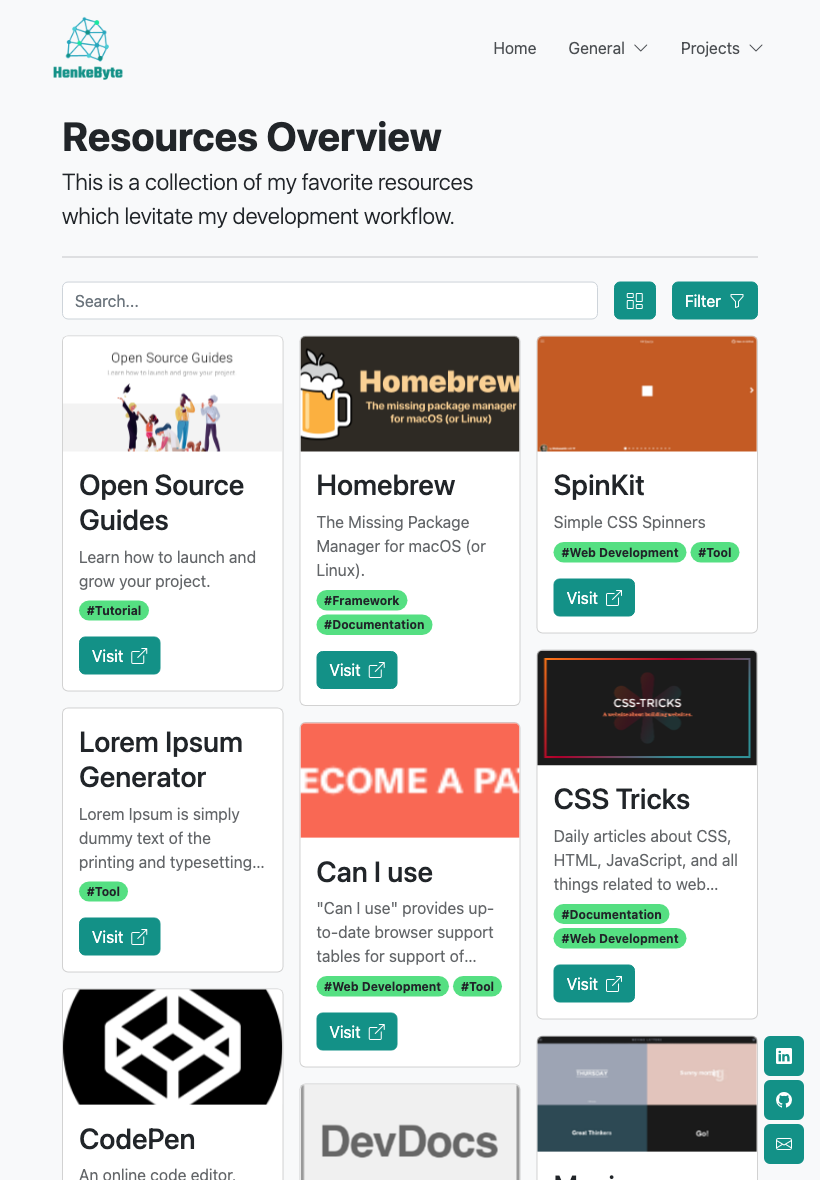 HenkeByte
Home
General
Projects
Resources Overview
This is a collection of my favorite resources
which levitate my development workflow.
Search...
Filter
Open Source Guides
Learn how to launch and grow your project
Open Source
Guides
Learn how to launch and
grow your project.
#Tutorial
Visit
Lorem Ipsum
Generator
Lorem Ipsum is simply
dummy text of the
printing and typesetting...
#Tool
Visit
CodePen
An online code editor,
Homebrew
The missing package manager
for macOS (or Linux)
Homebrew
The Missing Package
Manager for macOS (or
Linux).
#Framework
#Documentation
Visit
ECOME A PA
Can I use
"Can I use" provides up-
to-date browser support
tables for support of...
#Web Development #Tool
Visit
DevDocs
SpinKit
Simple CSS Spinners
#Web Development #Tool
Visit
CSS-TRICKS
A website about building websites.
CSS Tricks
Daily articles about CSS,
HTML, JavaScript, and all
things related to web...
#Documentation
#Web Development
Visit
THURSDAY
Great Thinkers
Go!